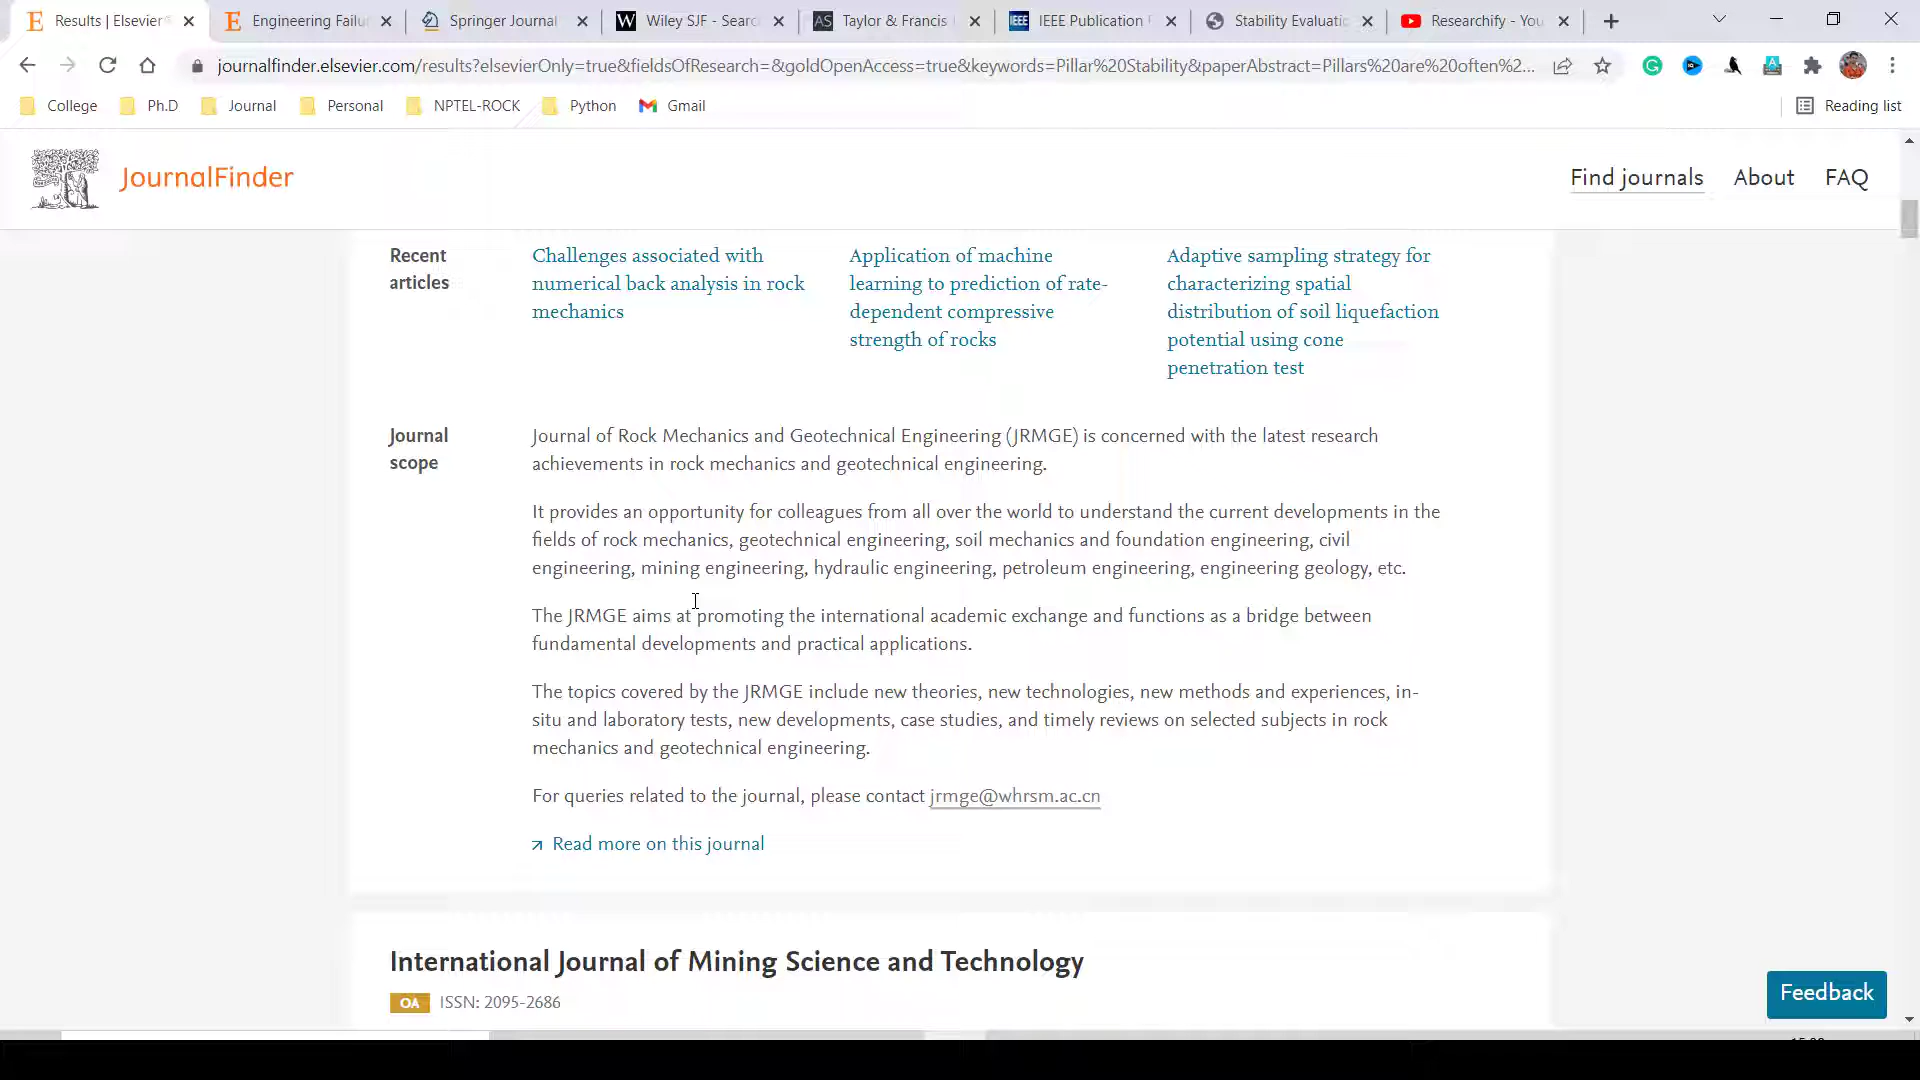 Results | Elsevier®
Engineering Failu
Springer Journal
Wiley SJF - Searc
Taylor & Francis
IEEE Publication
Stability Evaluati
Researchify - You
journalfinder.elsevier.com/results?elsevierOnly=true&fieldsOfResearch=&goldOpenAccess=true&keywords=Pillar%20Stability&paperAbstract=Pillars%20are%20often%2...
College
Ph.D
Journal
Personal
NPTEL-ROCK
Python
Gmail
Reading list
JournalFinder
Find journals
About
FAQ
Recent
articles
Challenges associated with
numerical back analysis in rock
mechanics
Application of machine
learning to prediction of rate-
dependent compressive
strength of rocks
Adaptive sampling strategy for
characterizing spatial
distribution of soil liquefaction
potential using cone
penetration test
Journal
scope
Journal of Rock Mechanics and Geotechnical Engineering (JRMGE) is concerned with the latest research
achievements in rock mechanics and geotechnical engineering.
It provides an opportunity for colleagues from all over the world to understand the current developments in the
fields of rock mechanics, geotechnical engineering, soil mechanics and foundation engineering, civil
engineering, mining engineering, hydraulic engineering, petroleum engineering, engineering geology, etc.
The JRMGE aims at promoting the international academic exchange and functions as a bridge between
fundamental developments and practical applications.
The topics covered by the JRMGE include new theories, new technologies, new methods and experiences, in-
situ and laboratory tests, new developments, case studies, and timely reviews on selected subjects in rock
mechanics and geotechnical engineering.
For queries related to the journal, please contact jrmge@whrsm.ac.cn
Read more on this journal
International Journal of Mining Science and Technology
OA ISSN: 2095-2686
Feedback